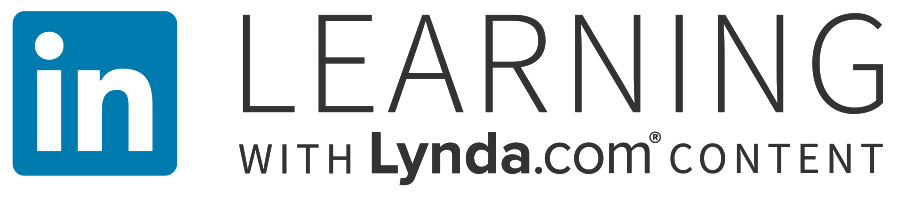 in LEARNING
WITH Lynda.com® CONTENT